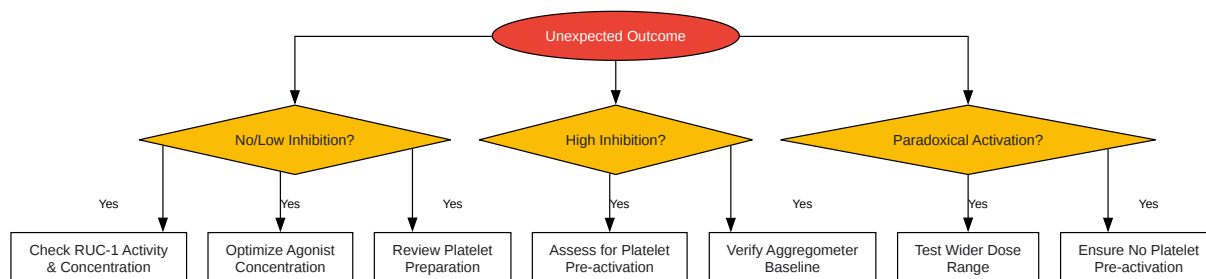 Unexpected Outcome
No/Low Inhibition?
High Inhibition?
Paradoxical Activation?
Yes
Yes
Yes
Yes
Yes
Yes
Yes
Check RUC-1 Activity
& Concentration
Optimize Agonist
Concentration
Review Platelet
Preparation
Assess for Platelet
Pre-activation
Verify Aggregometer
Baseline
Test Wider Dose
Range
Ensure No Platelet
Pre-activation